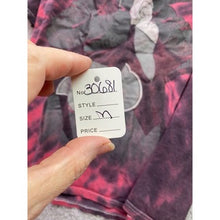 No 30681
STYLE
SIZE m
PRICE